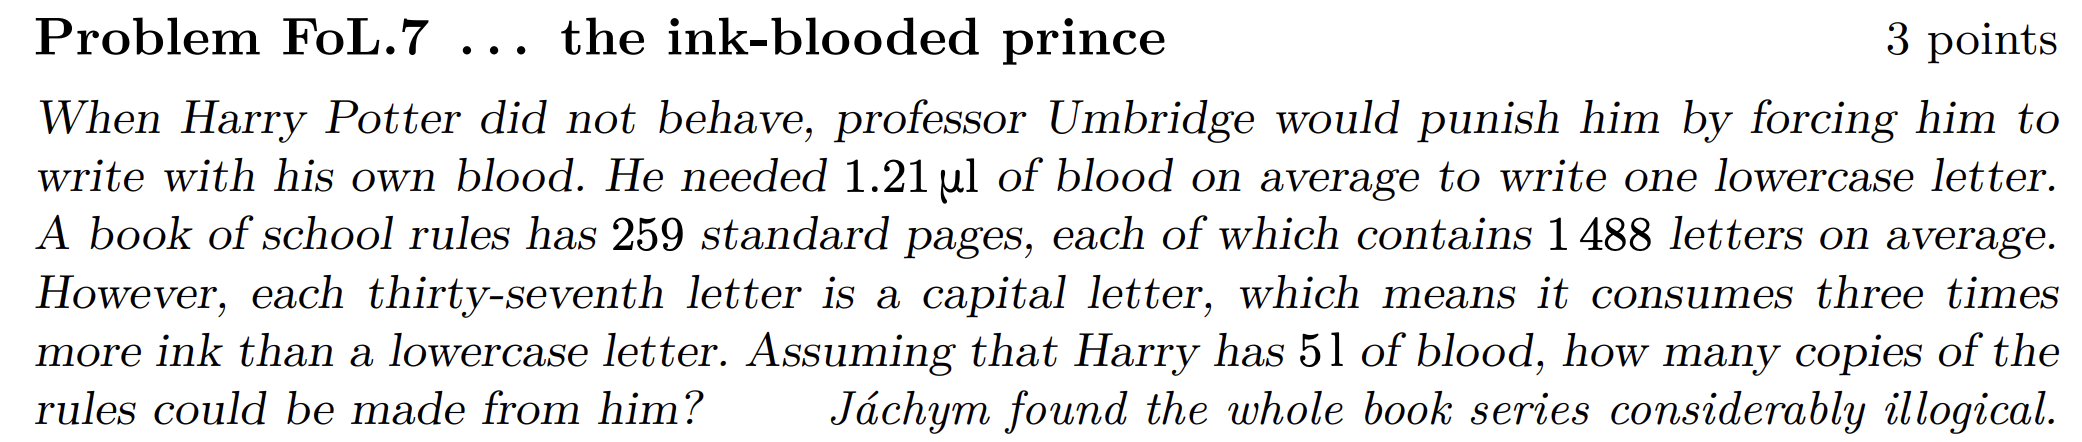 Problem FoL.7 ... the ink-blooded prince 3 points
When Harry Potter did not behave, professor Umbridge would punish him by forcing him to
write with his own blood. He needed 1.21 µl of blood on average to write one lowercase letter.
A book of school rules has 259 standard pages, each of which contains 1 488 letters on average.
However, each thirty-seventh letter is a capital letter, which means it consumes three times
more ink than a lowercase letter. Assuming that Harry has 5 l of blood, how many copies of the
rules could be made from him? Jáchym found the whole book series considerably illogical.